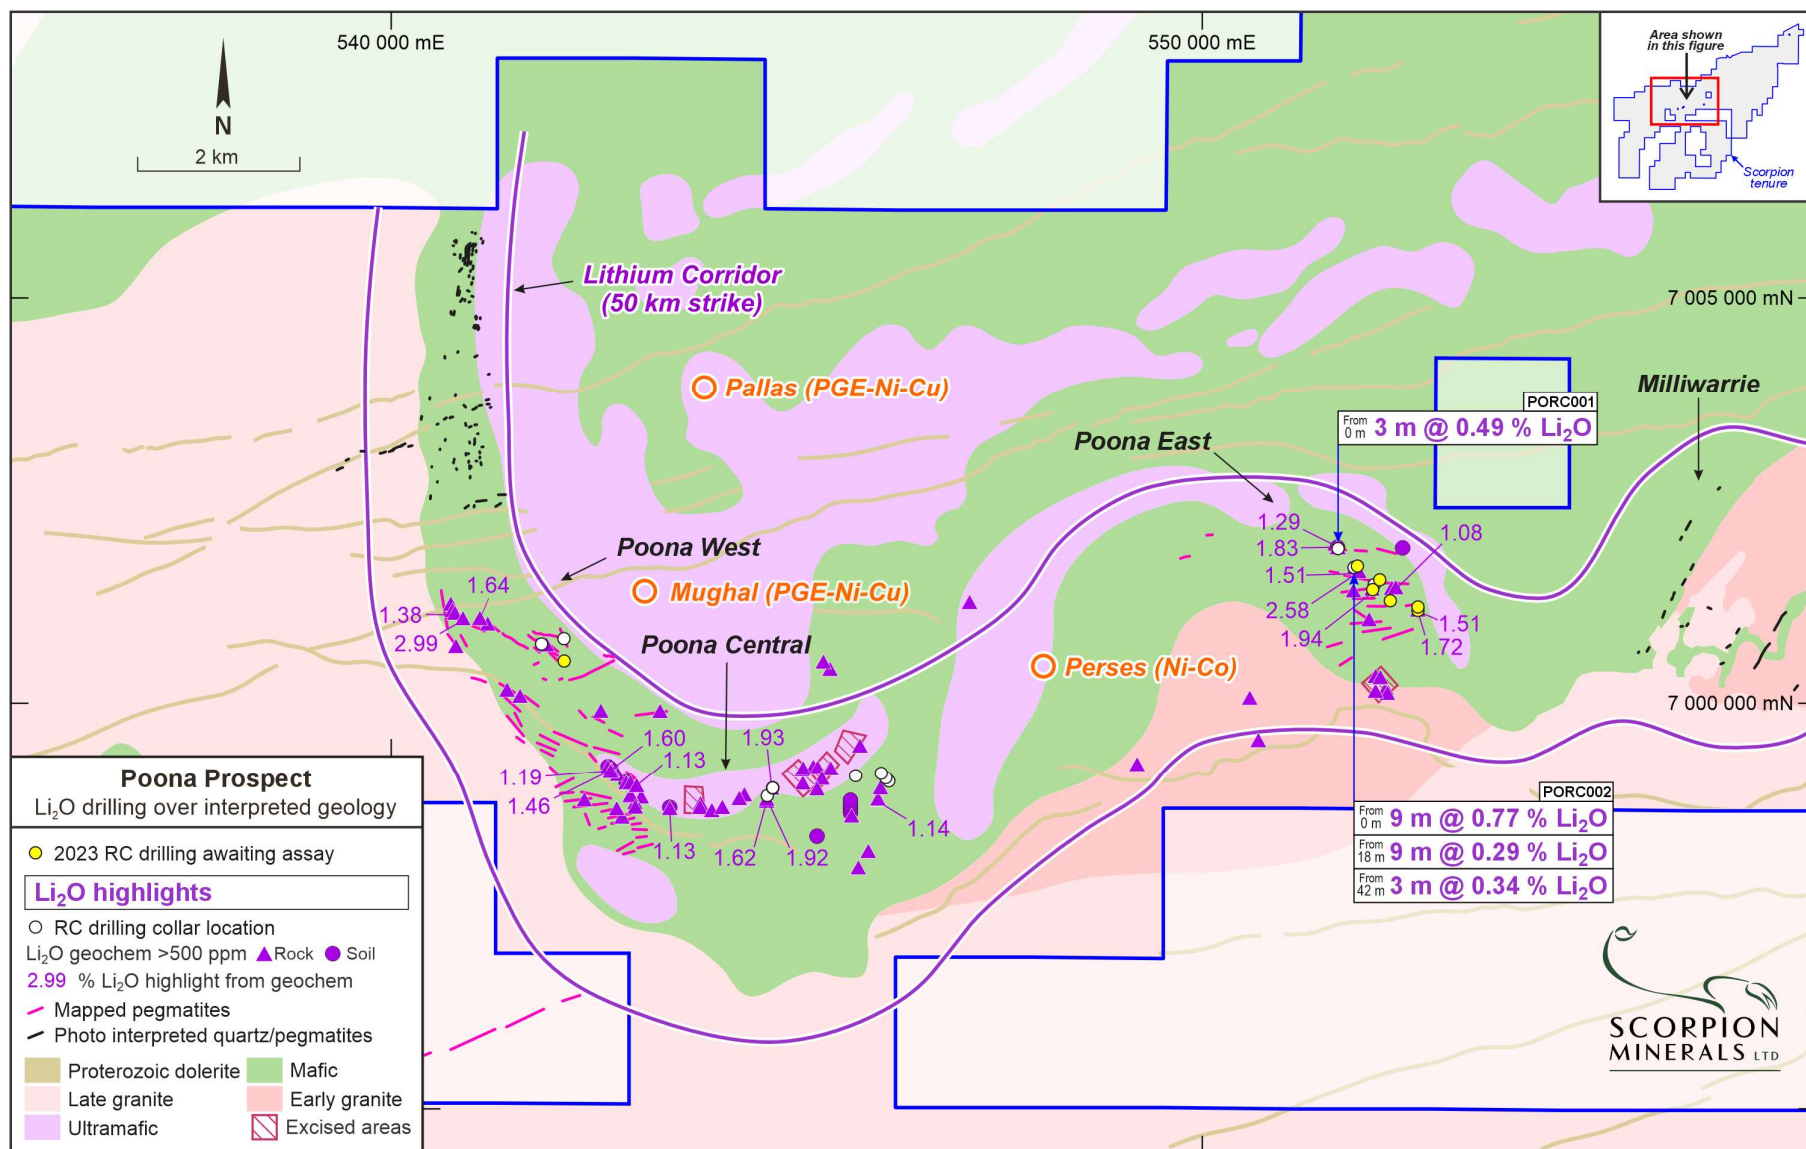 540 000 mE
550 000 mE
Area shown
in this figure
Scorpion
tenure
N
2 km
Lithium Corridor
(50 km strike)
7 005 000 mN
Pallas (PGE-Ni-Cu)
Milliwarrie
PORC001
From
0 m
3 m @ 0.49 % Li₂O
Poona East
1.29
1.83
1.08
1.51
2.58
1.94
1.51
1.72
Poona West
Mughal (PGE-Ni-Cu)
1.64
1.38
2.99
Poona Central
Perses (Ni-Co)
7 000 000 mN
1.60
1.93
1.13
1.19
1.46
1.13
1.62
1.92
1.14
PORC002
From
0 m
9 m @ 0.77 % Li₂O
From
18 m
9 m @ 0.29 % Li₂O
From
42 m
3 m @ 0.34 % Li₂O
Poona Prospect
Li₂O drilling over interpreted geology
2023 RC drilling awaiting assay
Li₂O highlights
RC drilling collar location
Li₂O geochem >500 ppm Rock Soil
2.99 % Li₂O highlight from geochem
Mapped pegmatites
Photo interpreted quartz/pegmatites
Proterozoic dolerite Mafic
Late granite Early granite
Ultramafic Excised areas
SCORPION
MINERALS LTD